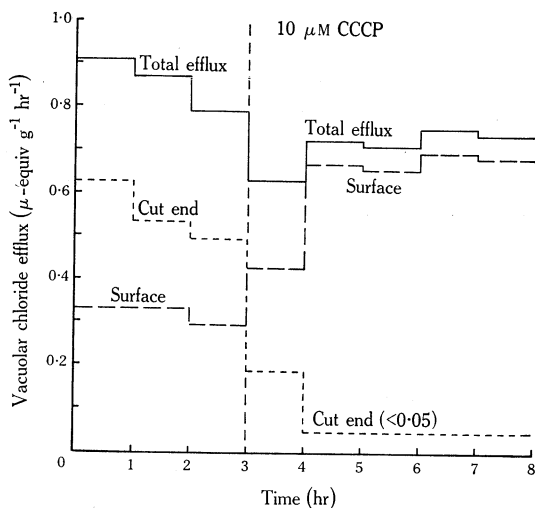 10 μM CCCP
Total efflux
Total efflux
Surface
Cut end
Surface
Cut end (<0·05)
Vacuolar chloride efflux (μ-equiv g⁻¹ hr⁻¹)
1·0
0·8
0·6
0·4
0·2
0
1 2 3 4 5 6 7 8
Time (hr)